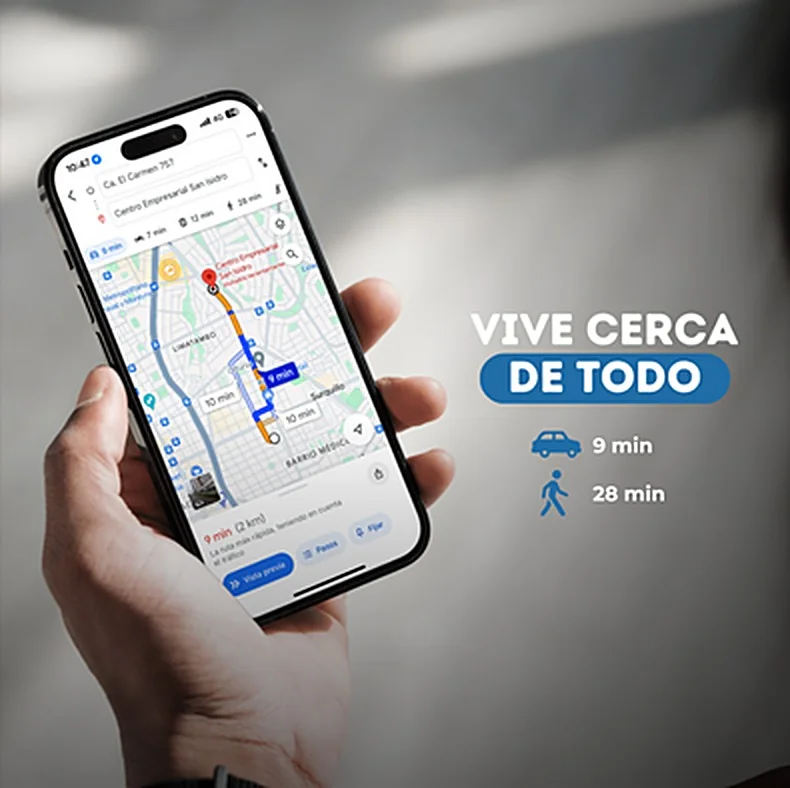 10:47
4G
Ca. El Carmen 757
Centro Empresarial San Isidro
9 min
7 min
12 min
28 min
Centro Empresarial
San Isidro
Metropolitano
LIMATAMBO
9 min
10 min
Surquillo
10 min
BARRIO MÉDICO
9 min (2 km)
La ruta más rápida, teniendo en cuenta
el tráfico
Vista previa
Pasos
Fijar
VIVE CERCA
DE TODO
9 min
28 min